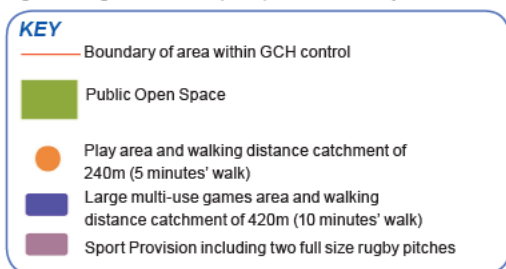 KEY
Boundary of area within GCH control
Public Open Space
Play area and walking distance catchment of
240m (5 minutes' walk)
Large multi-use games area and walking
distance catchment of 420m (10 minutes' walk)
Sport Provision including two full size rugby pitches